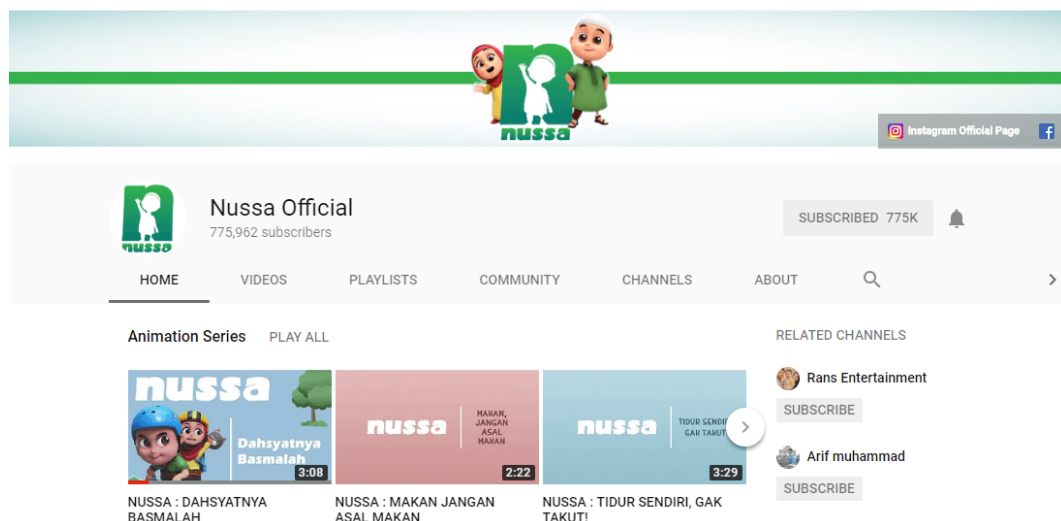 nussa
Instagram Official Page
nussa
Nussa Official
775,962 subscribers
SUBSCRIBED 775K
HOME
VIDEOS
PLAYLISTS
COMMUNITY
CHANNELS
ABOUT
Animation Series
PLAY ALL
RELATED CHANNELS
nussa
Dahsyatnya
Basmalah
3:08
nussa
MAKAN,
JANGAN
ASAL
MAKAN
2:22
nussa
TIDUR SENDIRI
GAK TAKUT
3:29
NUSSA : DAHSYATNYA
BASMALAH
NUSSA : MAKAN JANGAN
ASAL MAKAN
NUSSA : TIDUR SENDIRI, GAK
TAKUT!
Rans Entertainment
SUBSCRIBE
Arif muhammad
SUBSCRIBE